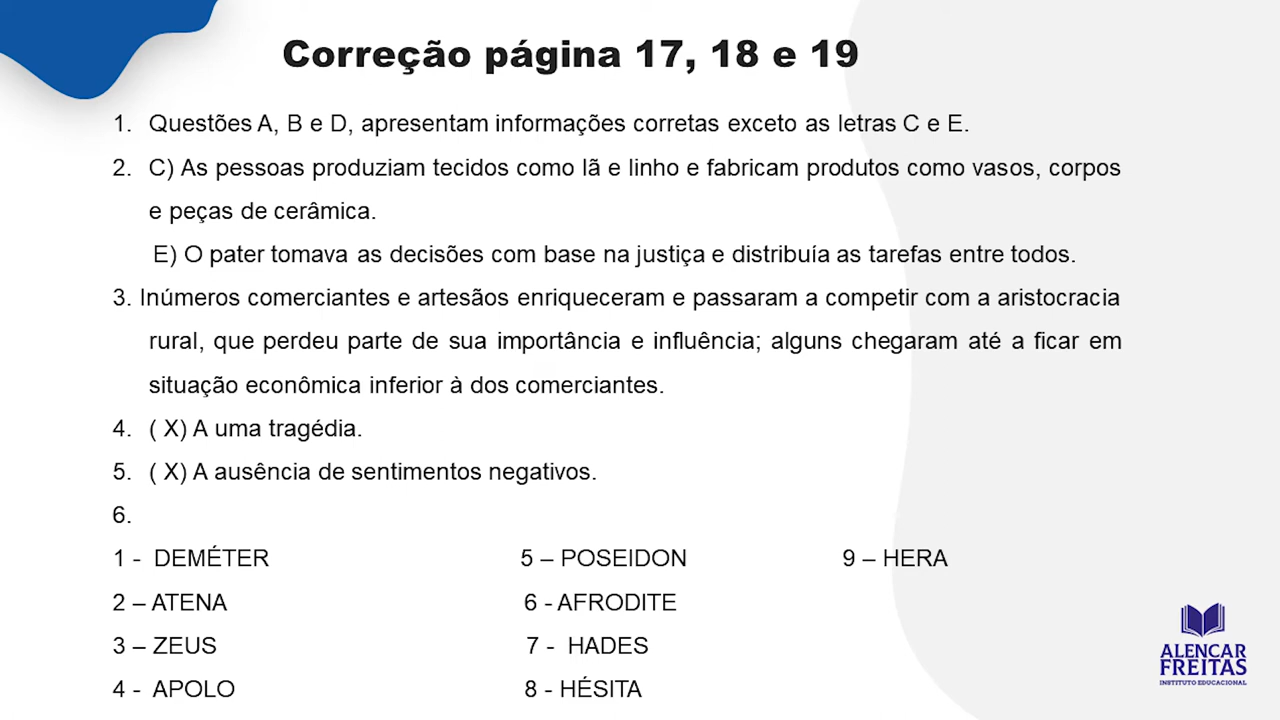 Correção página 17, 18 e 19
1. Questões A, B e D, apresentam informações corretas exceto as letras C e E.
2. C) As pessoas produziam tecidos como lã e linho e fabricam produtos como vasos, corpos
e peças de cerâmica.
E) O pater tomava as decisões com base na justiça e distribuía as tarefas entre todos.
3. Inúmeros comerciantes e artesãos enriqueceram e passaram a competir com a aristocracia
rural, que perdeu parte de sua importância e influência; alguns chegaram até a ficar em
situação econômica inferior à dos comerciantes.
4. ( X) A uma tragédia.
5. ( X) A ausência de sentimentos negativos.
6.
1 - DEMÉTER 5 – POSEIDON 9 – HERA
2 – ATENA 6 - AFRODITE
3 – ZEUS 7 - HADES
4 - APOLO 8 - HÉSITA
ALENCAR
FREITAS
INSTITUTO EDUCACIONAL